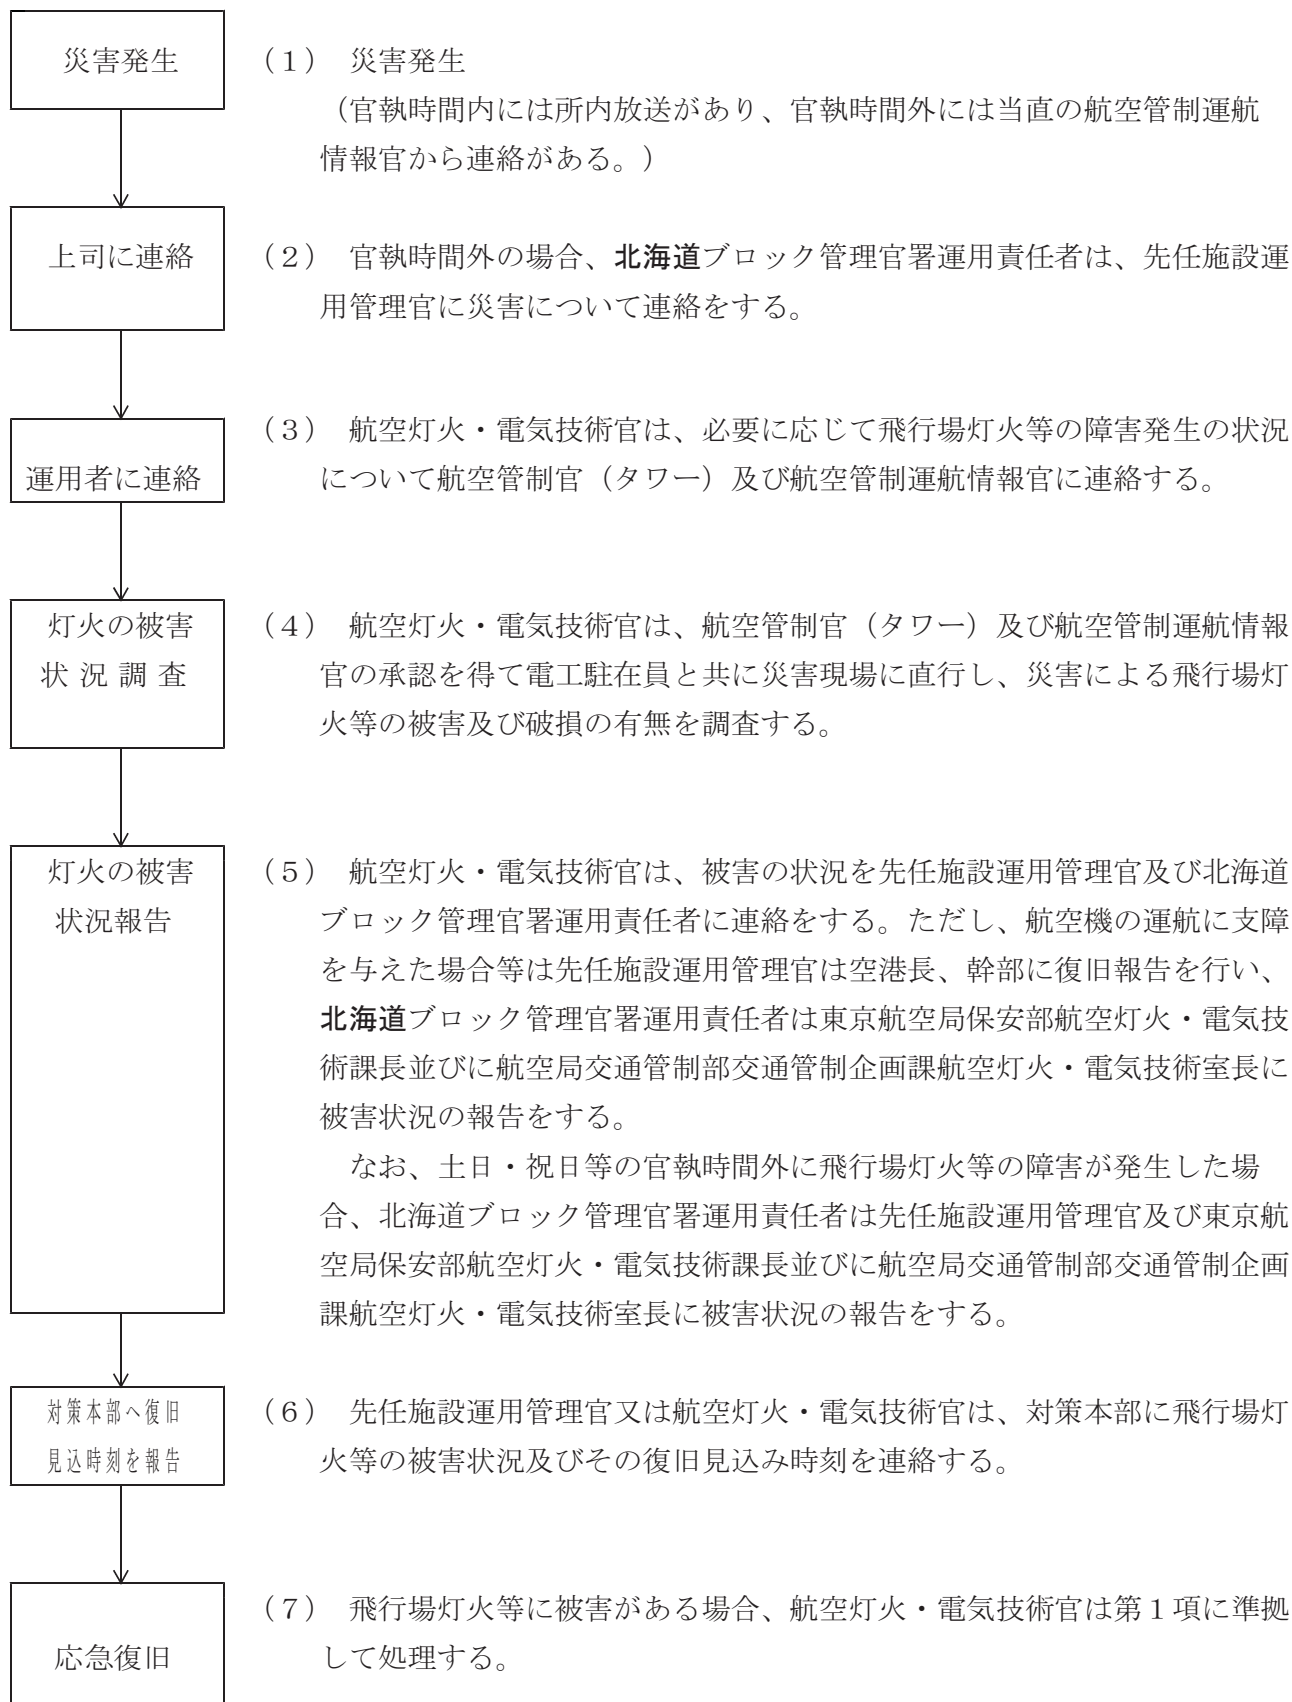 災害発生
（１） 災害発生
（官執時間内には所内放送があり、官執時間外には当直の航空管制運航
情報官から連絡がある。）
上司に連絡
（２） 官執時間外の場合、北海道ブロック管理官署運用責任者は、先任施設運
用管理官に災害について連絡をする。
運用者に連絡
（３） 航空灯火・電気技術官は、必要に応じて飛行場灯火等の障害発生の状況
について航空管制官（タワー）及び航空管制運航情報官に連絡する。
灯火の被害
状 況 調 査
（４） 航空灯火・電気技術官は、航空管制官（タワー）及び航空管制運航情報
官の承認を得て電工駐在員と共に災害現場に直行し、災害による飛行場灯
火等の被害及び破損の有無を調査する。
灯火の被害
状況報告
（５） 航空灯火・電気技術官は、被害の状況を先任施設運用管理官及び北海道
ブロック管理官署運用責任者に連絡をする。ただし、航空機の運航に支障
を与えた場合等は先任施設運用管理官は空港長、幹部に復旧報告を行い、
北海道ブロック管理官署運用責任者は東京航空局保安部航空灯火・電気技
術課長並びに航空局交通管制部交通管制企画課航空灯火・電気技術室長に
被害状況の報告をする。
なお、土日・祝日等の官執時間外に飛行場灯火等の障害が発生した場
合、北海道ブロック管理官署運用責任者は先任施設運用管理官及び東京航
空局保安部航空灯火・電気技術課長並びに航空局交通管制部交通管制企画
課航空灯火・電気技術室長に被害状況の報告をする。
対策本部へ復旧
見込時刻を報告
（６） 先任施設運用管理官又は航空灯火・電気技術官は、対策本部に飛行場灯
火等の被害状況及びその復旧見込み時刻を連絡する。
応急復旧
（７） 飛行場灯火等に被害がある場合、航空灯火・電気技術官は第１項に準拠
して処理する。